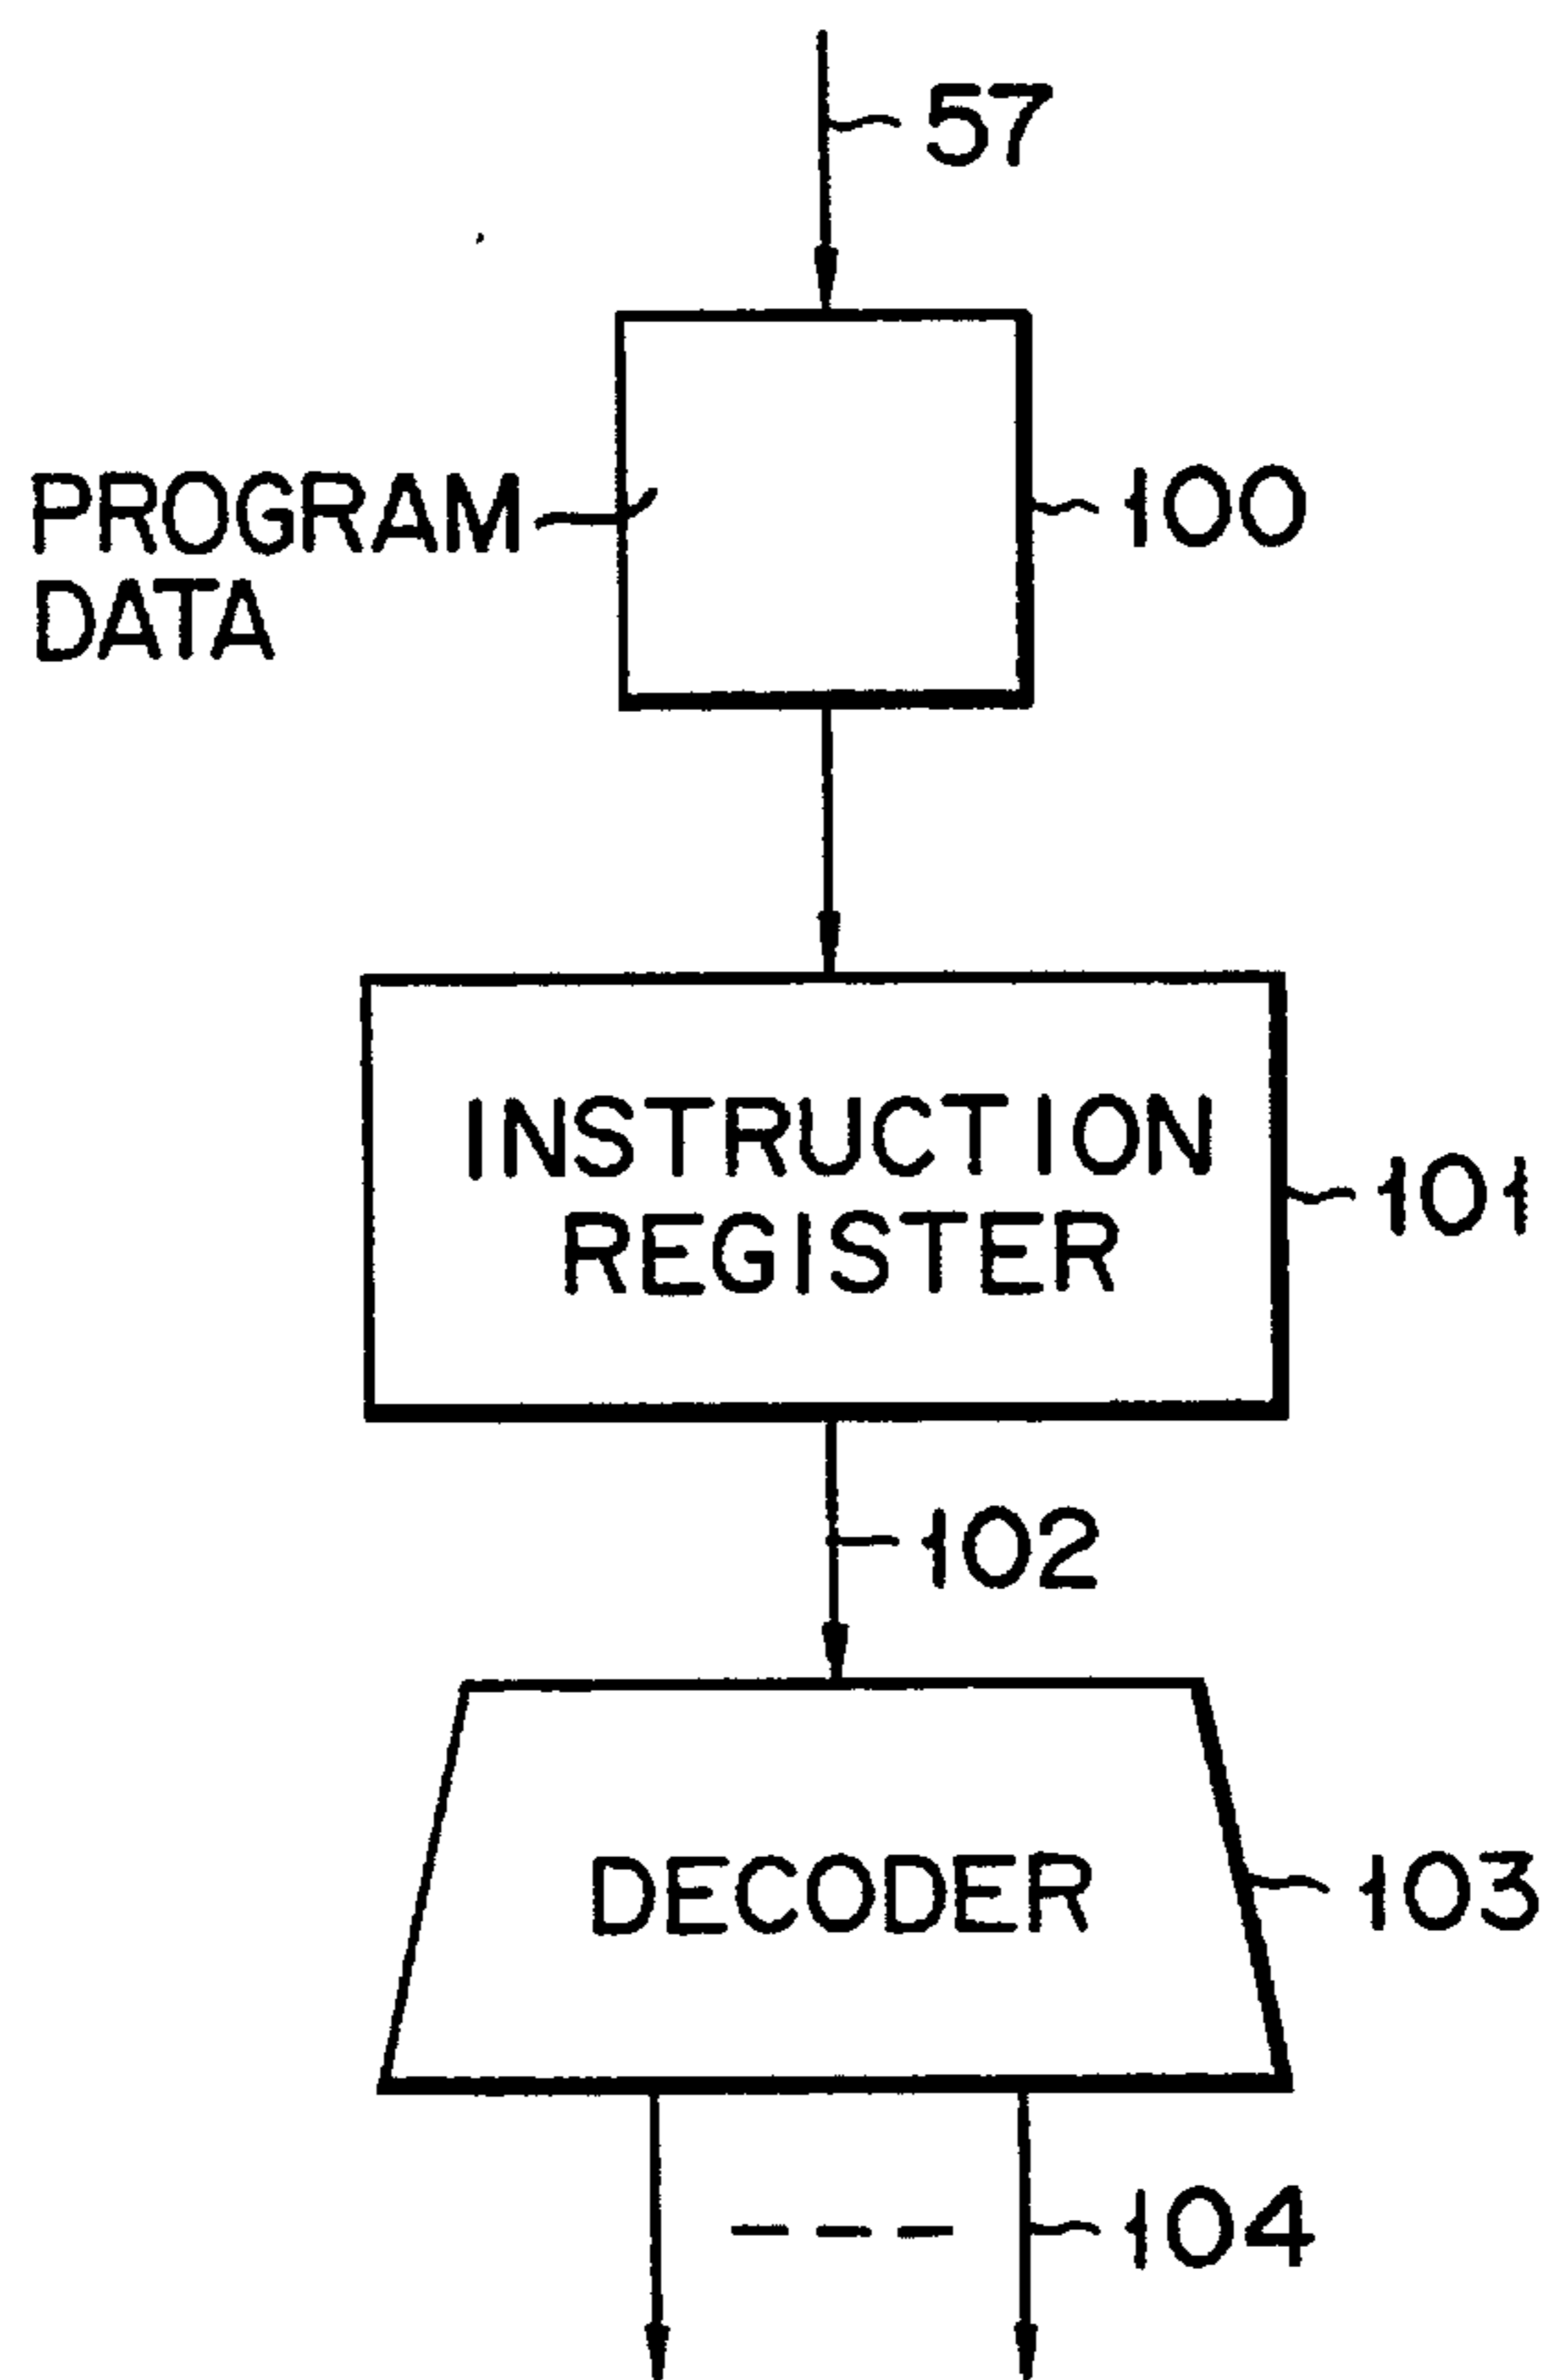 57
PROGRAM
DATA
100
INSTRUCTION
REGISTER
101
102
DECODER
103
104